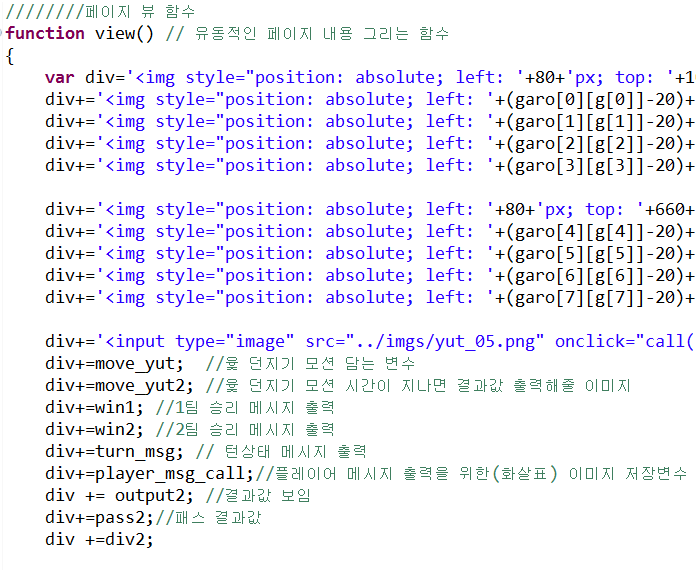 ////////페이지 뷰 함수
function view() // 유동적인 페이지 내용 그리는 함수
{
var div='<img style="position: absolute; left: '+80+'px; top: '+1
div+='<img style="position: absolute; left: '+(garo[0][g[0]]-20)+
div+='<img style="position: absolute; left: '+(garo[1][g[1]]-20)+
div+='<img style="position: absolute; left: '+(garo[2][g[2]]-20)+
div+='<img style="position: absolute; left: '+(garo[3][g[3]]-20)+
div+='<img style="position: absolute; left: '+80+'px; top: '+660+
div+='<img style="position: absolute; left: '+(garo[4][g[4]]-20)+
div+='<img style="position: absolute; left: '+(garo[5][g[5]]-20)+
div+='<img style="position: absolute; left: '+(garo[6][g[6]]-20)+
div+='<img style="position: absolute; left: '+(garo[7][g[7]]-20)+
div+='<input type="image" src="../imgs/yut_05.png" onclick="call(
div+=move_yut; //윷 던지기 모션 담는 변수
div+=move_yut2; //윷 던지기 모션 시간이 지나면 결과값 출력해줄 이미지
div+=win1; //1팀 승리 메시지 출력
div+=win2; //2팀 승리 메시지 출력
div+=turn_msg; // 턴상태 메시지 출력
div+=player_msg_call;//플레이어 메시지 출력을 위한(화살표) 이미지 저장변수
div += output2; //결과값 보임
div+=pass2;//패스 결과값
div +=div2;